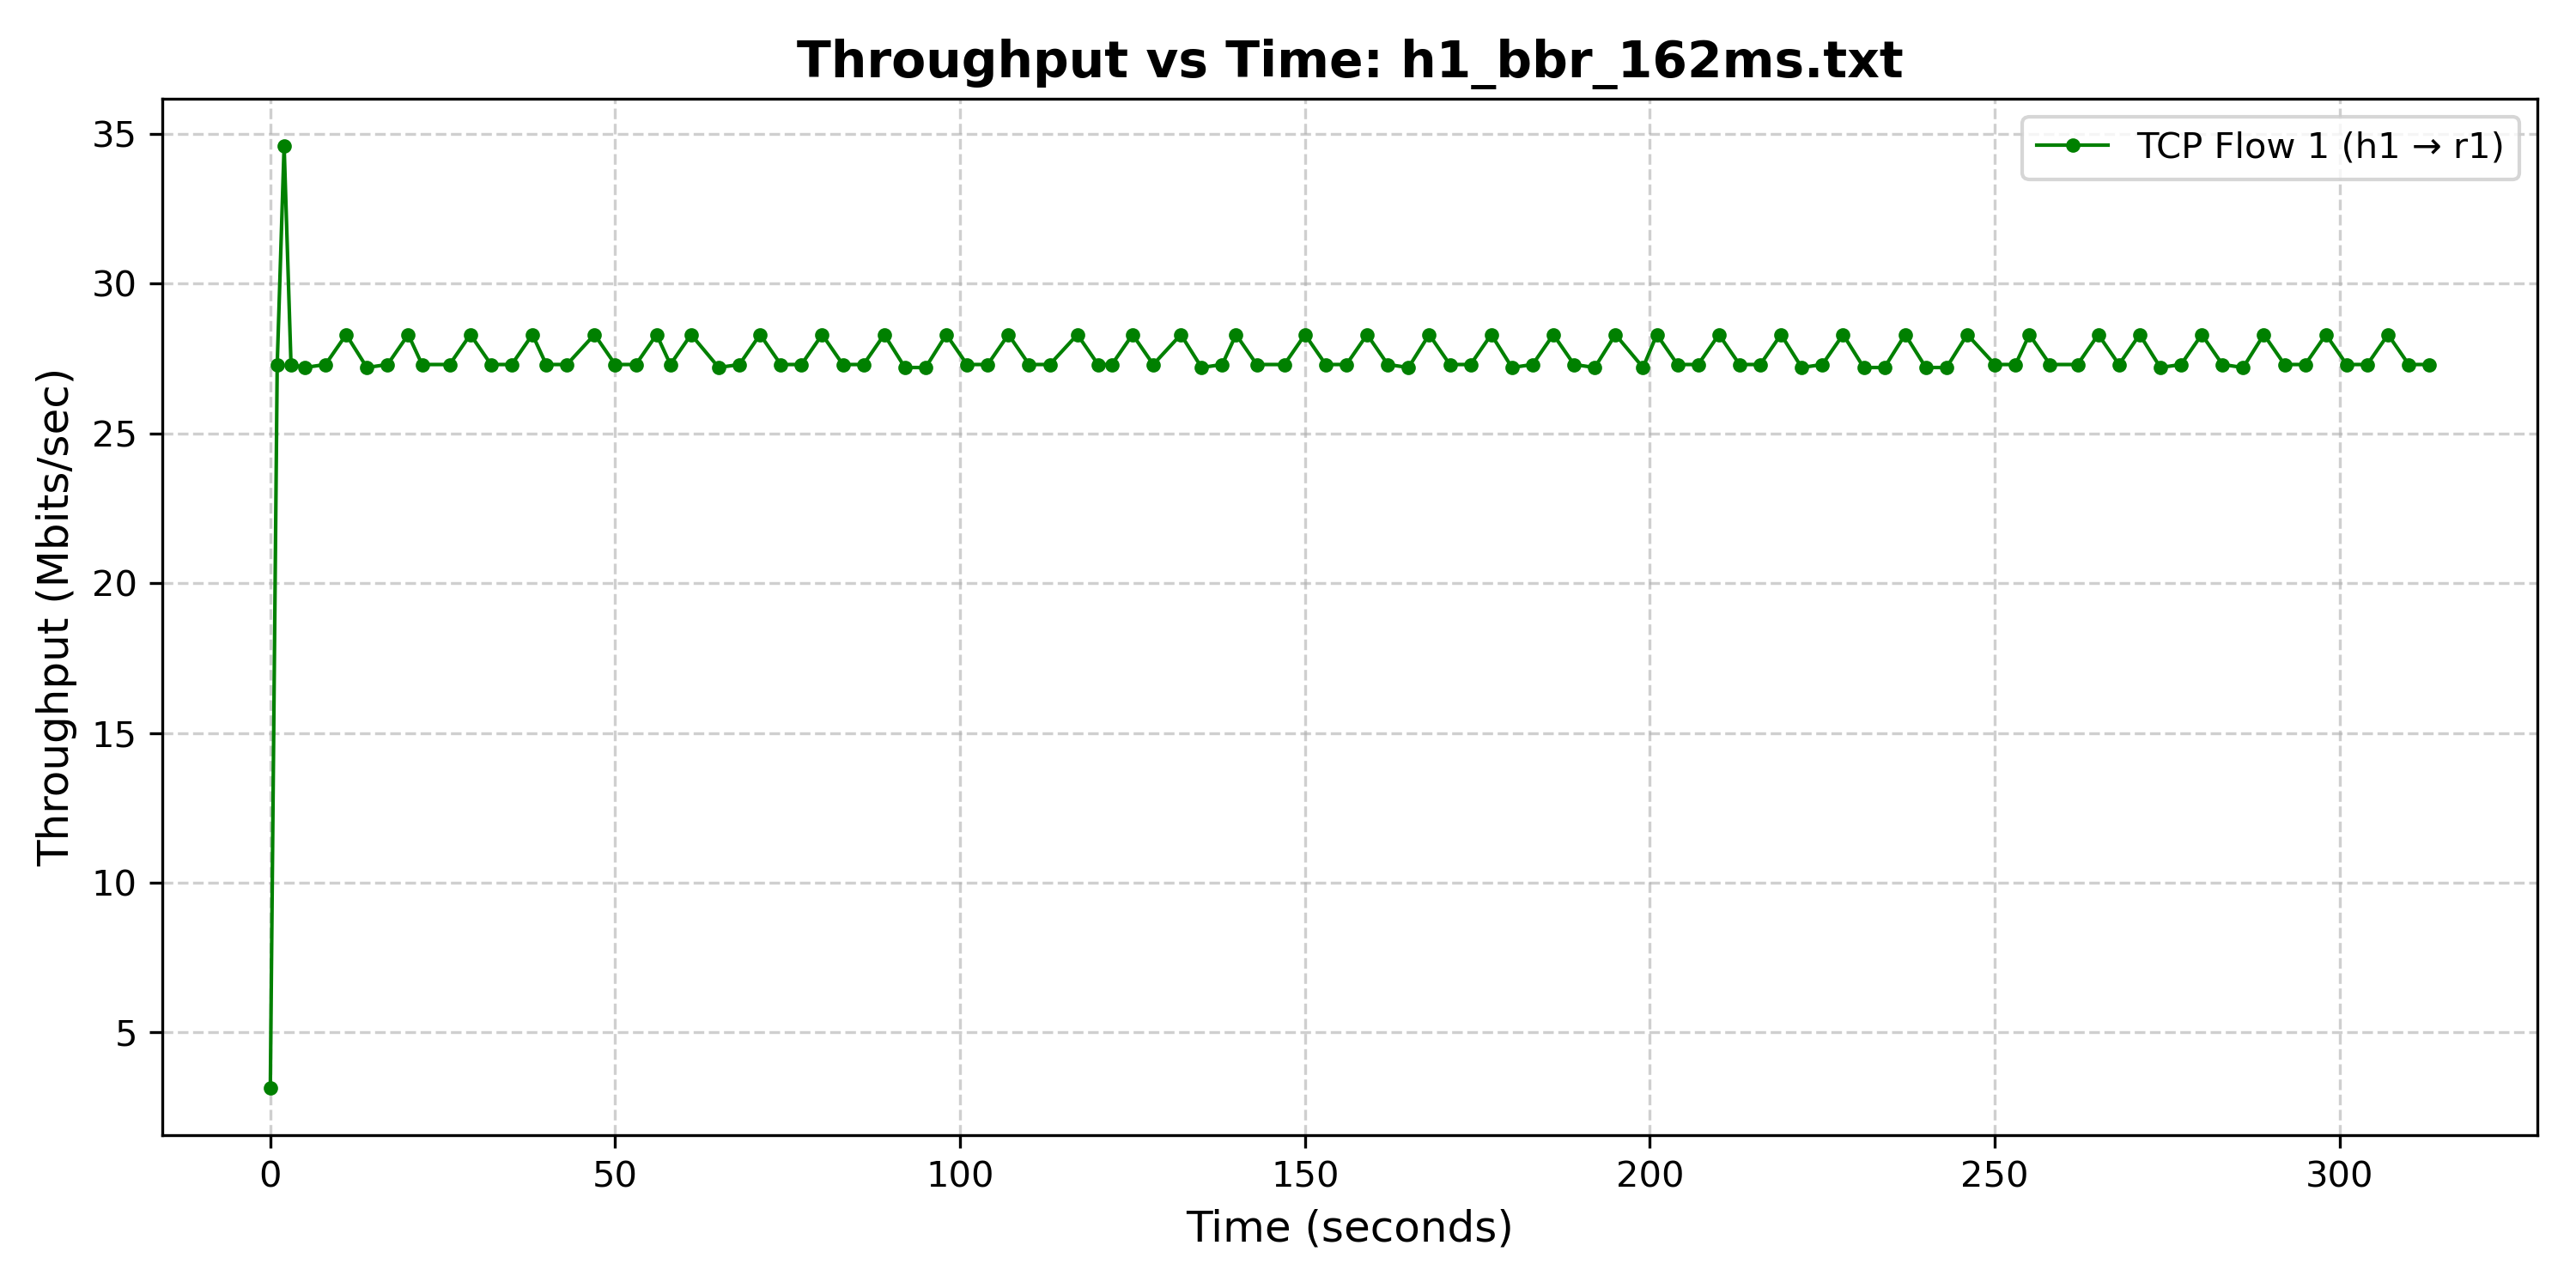 Throughput vs Time: h1_bbr_162ms.txt
TCP Flow 1 (h1 → r1)
Throughput (Mbits/sec)
35
30
25
20
15
10
5
0 50 100 150 200 250 300
Time (seconds)